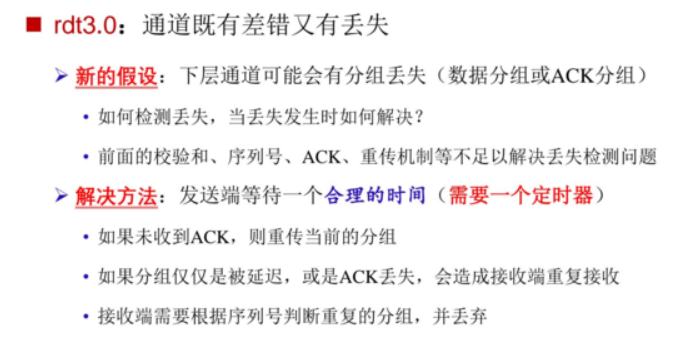 ■ rdt3.0：通道既有差错又有丢失
➢ 新的假设：下层通道可能会有分组丢失（数据分组或ACK分组）
• 如何检测丢失，当丢失发生时如何解决？
• 前面的校验和、序列号、ACK、重传机制等不足以解决丢失检测问题
➢ 解决方法：发送端等待一个合理的时间（需要一个定时器）
• 如果未收到ACK，则重传当前的分组
• 如果分组仅仅是被延迟，或是ACK丢失，会造成接收端重复接收
• 接收端需要根据序列号判断重复的分组，并丢弃